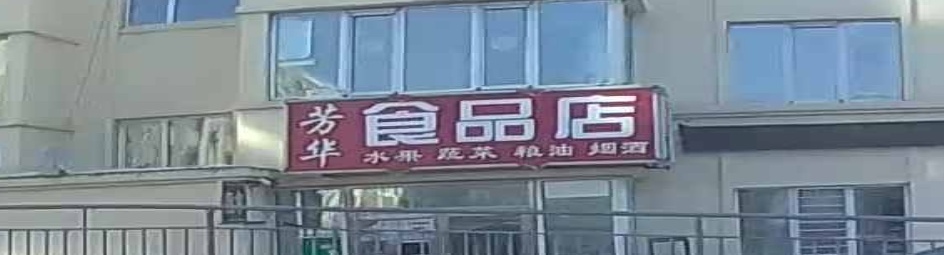 芳华 食品店
水果 蔬菜 粮油 烟酒